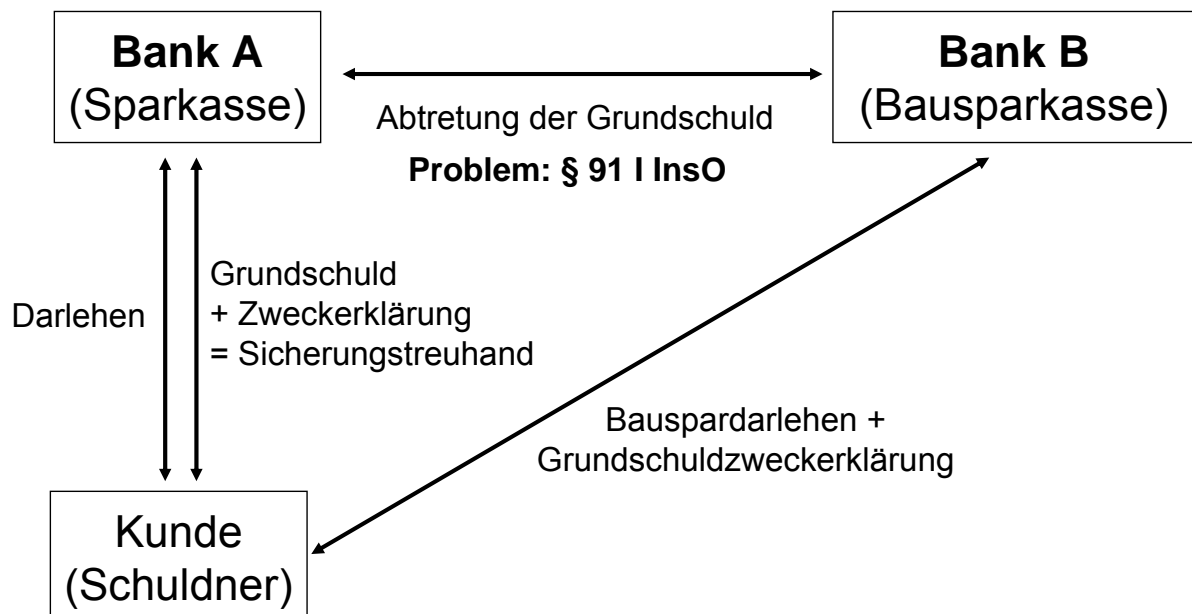 Bank A
(Sparkasse)
Bank B
(Bausparkasse)
Abtretung der Grundschuld
Problem: § 91 I InsO
Darlehen
Grundschuld
+ Zweckerklärung
= Sicherungstreuhand
Bauspardarlehen +
Grundschuldzweckerklärung
Kunde
(Schuldner)